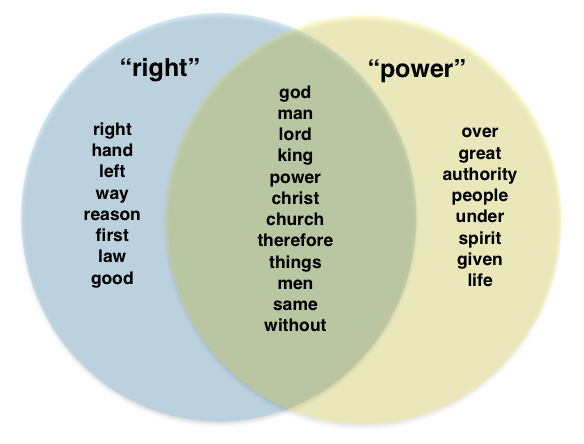 “right”
right
hand
left
way
reason
first
law
good
god
man
lord
king
power
christ
church
therefore
things
men
same
without
“power”
over
great
authority
people
under
spirit
given
life